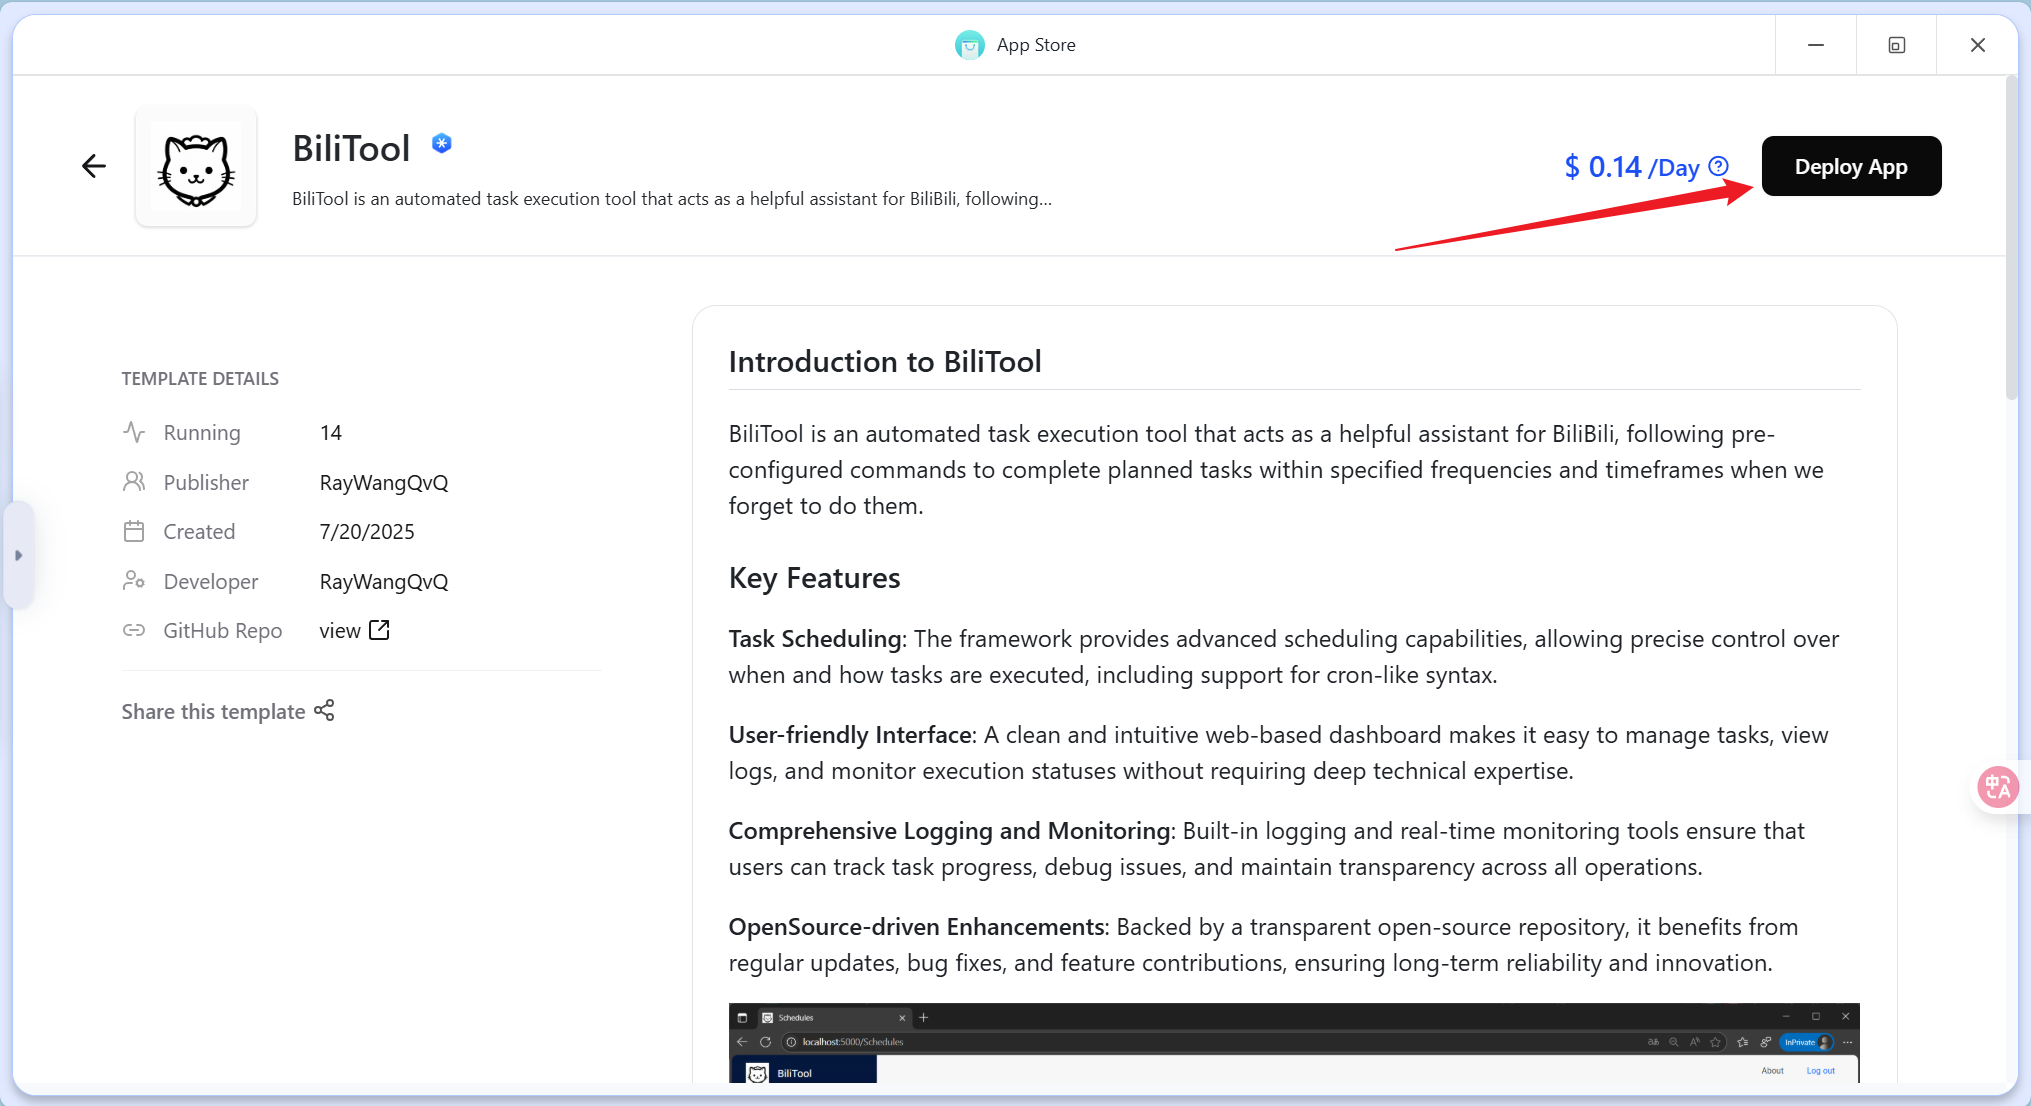 App Store
BiliTool
BiliTool is an automated task execution tool that acts as a helpful assistant for BiliBili, following...
$ 0.14 /Day
Deploy App
TEMPLATE DETAILS
Running 14
Publisher RayWangQvQ
Created 7/20/2025
Developer RayWangQvQ
GitHub Repo view
Share this template
Introduction to BiliTool
BiliTool is an automated task execution tool that acts as a helpful assistant for BiliBili, following pre-
configured commands to complete planned tasks within specified frequencies and timeframes when we
forget to do them.
Key Features
Task Scheduling: The framework provides advanced scheduling capabilities, allowing precise control over
when and how tasks are executed, including support for cron-like syntax.
User-friendly Interface: A clean and intuitive web-based dashboard makes it easy to manage tasks, view
logs, and monitor execution statuses without requiring deep technical expertise.
Comprehensive Logging and Monitoring: Built-in logging and real-time monitoring tools ensure that
users can track task progress, debug issues, and maintain transparency across all operations.
OpenSource-driven Enhancements: Backed by a transparent open-source repository, it benefits from
regular updates, bug fixes, and feature contributions, ensuring long-term reliability and innovation.
Schedules
localhost:5000/Schedules
InPrivate
BiliTool
About Log out
中A